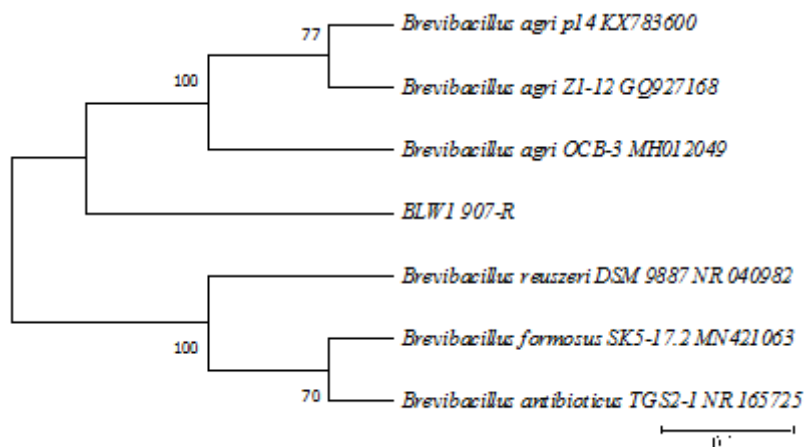 Brevibacillus agri p14 KX783600
77
Brevibacillus agri Z1-12 GQ927168
100
Brevibacillus agri OCB-3 MH012049
BLW1 907-R
Brevibacillus reuszeri DSM 9887 NR 040982
Brevibacillus formosus SK5-17.2 MN421063
100
70
Brevibacillus antibioticus TGS2-1 NR 165725